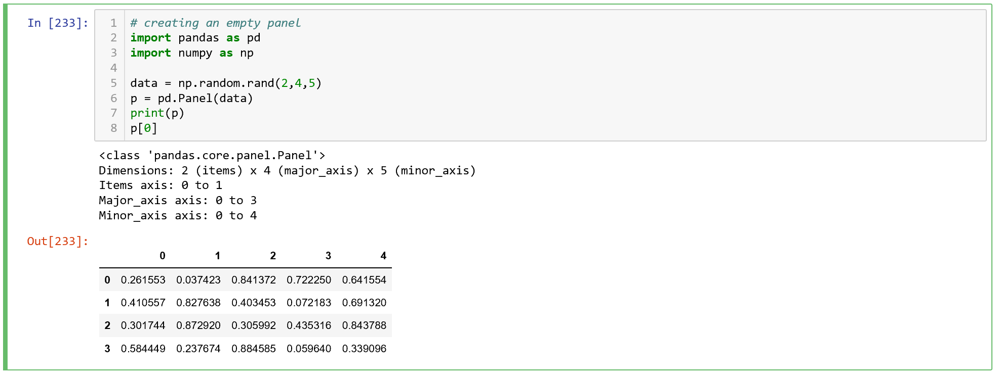 In [233]:
1 # creating an empty panel
2 import pandas as pd
3 import numpy as np
4
5 data = np.random.rand(2,4,5)
6 p = pd.Panel(data)
7 print(p)
8 p[0]
<class 'pandas.core.panel.Panel'>
Dimensions: 2 (items) x 4 (major_axis) x 5 (minor_axis)
Items axis: 0 to 1
Major_axis axis: 0 to 3
Minor_axis axis: 0 to 4
Out[233]:
0 1 2 3 4
0 0.261553 0.037423 0.841372 0.722250 0.641554
1 0.410557 0.827638 0.403453 0.072183 0.691320
2 0.301744 0.872920 0.305992 0.435316 0.843788
3 0.584449 0.237674 0.884585 0.059640 0.339096